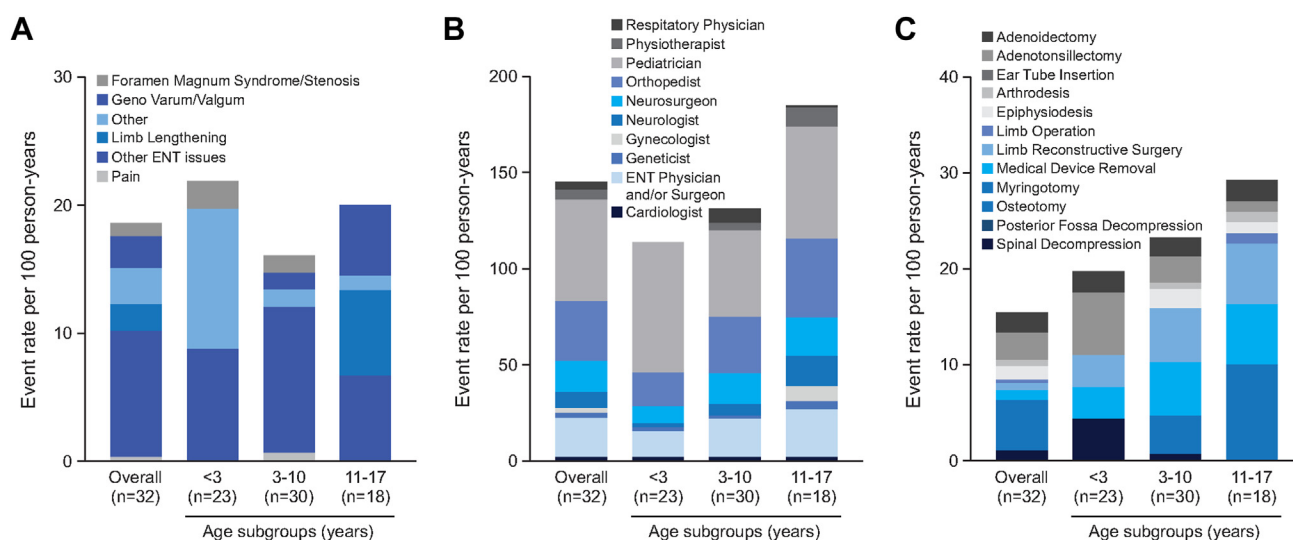 A
Event rate per 100 person-years
30
20
10
0
Foramen Magnum Syndrome/Stenosis
Geno Varum/Valgum
Other
Limb Lengthening
Other ENT issues
Pain
Overall
(n=32)
<3
(n=23)
3-10
(n=30)
11-17
(n=18)
Age subgroups (years)
B
Event rate per 100 person-years
200
150
100
50
0
Respitatory Physician
Physiotherapist
Pediatrician
Orthopedist
Neurosurgeon
Neurologist
Gynecologist
Geneticist
ENT Physician
and/or Surgeon
Cardiologist
Overall
(n=32)
<3
(n=23)
3-10
(n=30)
11-17
(n=18)
Age subgroups (years)
C
Event rate per 100 person-years
40
30
20
10
0
Adenoidectomy
Adenotonsillectomy
Ear Tube Insertion
Arthrodesis
Epiphysiodesis
Limb Operation
Limb Reconstructive Surgery
Medical Device Removal
Myringotomy
Osteotomy
Posterior Fossa Decompression
Spinal Decompression
Overall
(n=32)
<3
(n=23)
3-10
(n=30)
11-17
(n=18)
Age subgroups (years)